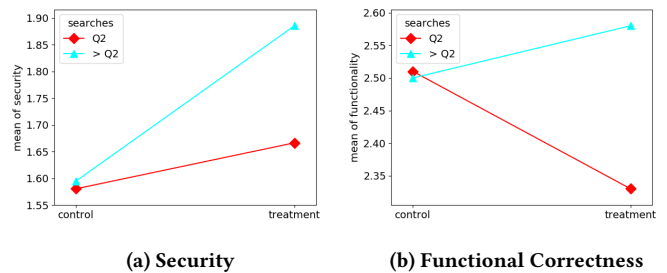 searches
Q2
> Q2
mean of security
1.90
1.85
1.80
1.75
1.70
1.65
1.60
1.55
control
treatment
(a) Security
searches
Q2
> Q2
mean of functionality
2.60
2.55
2.50
2.45
2.40
2.35
control
treatment
(b) Functional Correctness